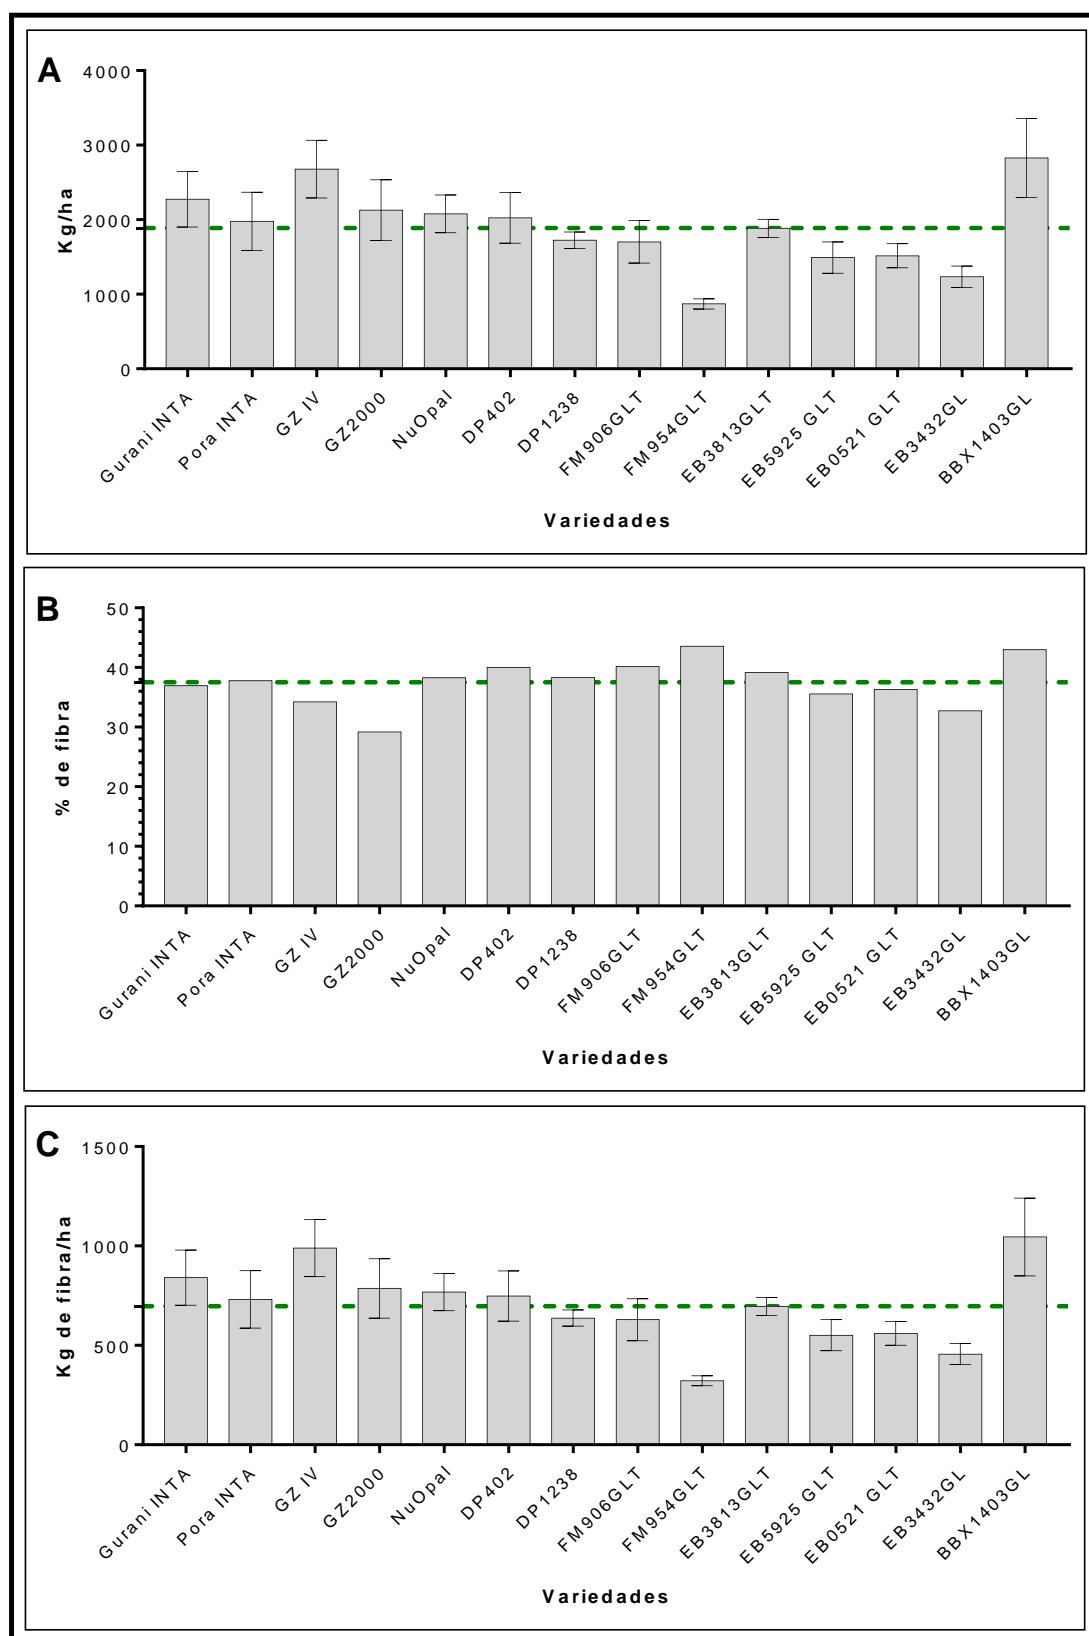 A
Kg/ha
4000
3000
2000
1000
0
Gurani INTA
Pora INTA
GZ IV
GZ2000
NuOpal
DP402
DP1238
FM906GLT
FM954GLT
EB3813GLT
EB5925 GLT
EB0521 GLT
EB3432GL
BBX1403GL
Variedades
B
% de fibra
50
40
30
20
10
0
Gurani INTA
Pora INTA
GZ IV
GZ2000
NuOpal
DP402
DP1238
FM906GLT
FM954GLT
EB3813GLT
EB5925 GLT
EB0521 GLT
EB3432GL
BBX1403GL
Variedades
C
Kg de fibra/ha
1500
1000
500
0
Gurani INTA
Pora INTA
GZ IV
GZ2000
NuOpal
DP402
DP1238
FM906GLT
FM954GLT
EB3813GLT
EB5925 GLT
EB0521 GLT
EB3432GL
BBX1403GL
Variedades